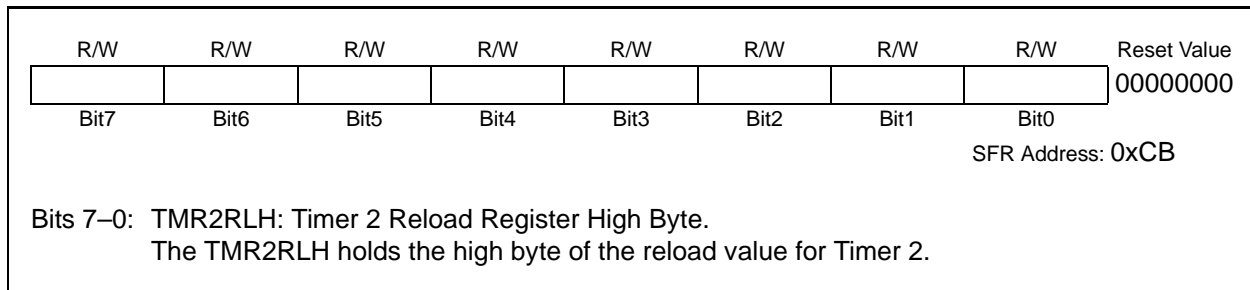 R/W R/W R/W R/W R/W R/W R/W R/W Reset Value
00000000
Bit7 Bit6 Bit5 Bit4 Bit3 Bit2 Bit1 Bit0
SFR Address: 0xCB
Bits 7–0: TMR2RLH: Timer 2 Reload Register High Byte.
The TMR2RLH holds the high byte of the reload value for Timer 2.